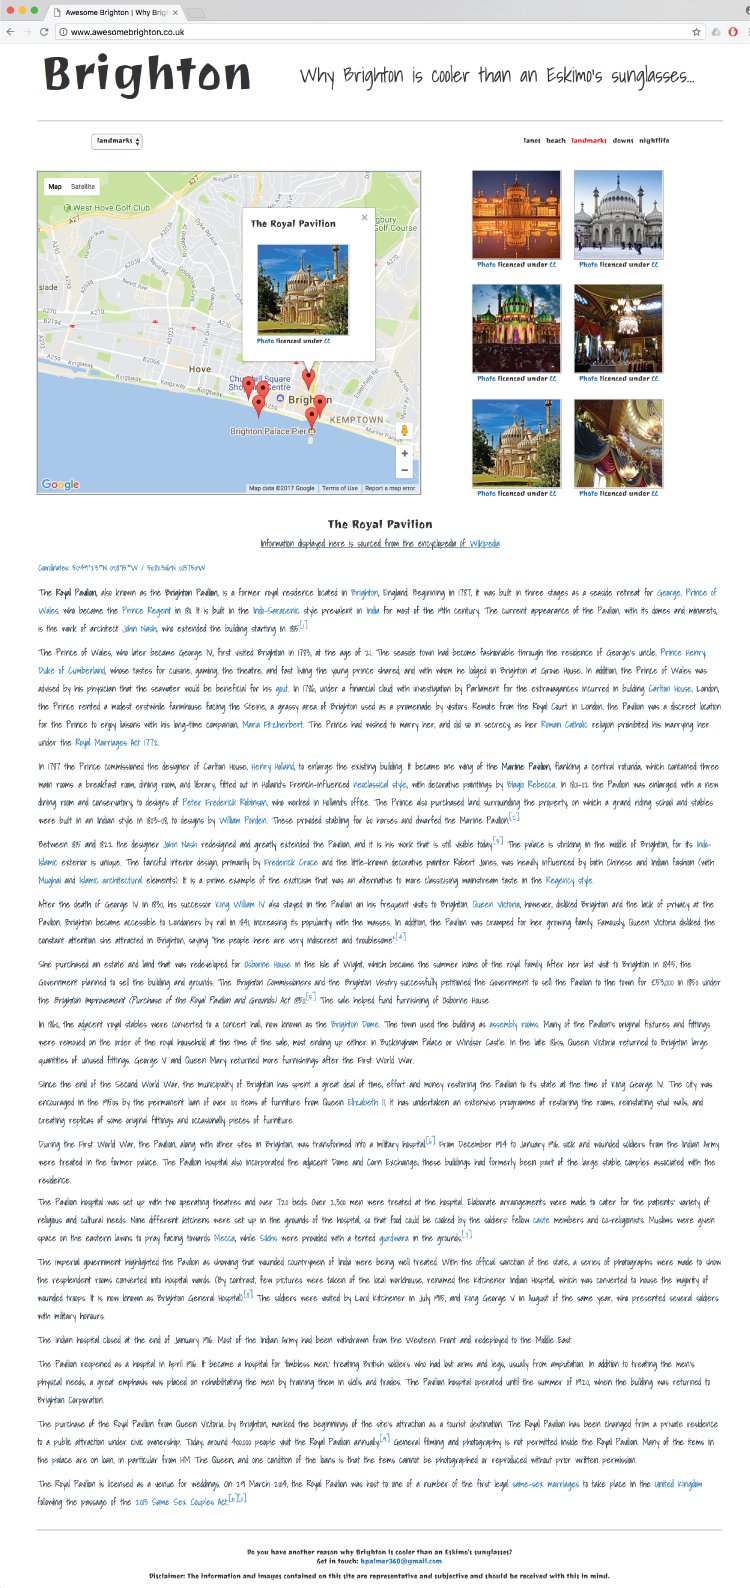 Awesome Brighton | Why Brigh
www.awesomebrighton.co.uk
Brighton
Why Brighton is cooler than an Eskimo's sunglasses...
landmarks
lanes beach landmarks downs nightlife
Map Satellite
West Hove Golf Club
The Royal Pavilion
Photo licenced under CC
Hove
Brighton
KEMPTOWN
Brighton Palace Pier
Google
Map data ©2017 Google Terms of Use Report a map error
Photo licenced under CC Photo licenced under CC
Photo licenced under CC Photo licenced under CC
Photo licenced under CC Photo licenced under CC
The Royal Pavilion
Information displayed here is sourced from the encyclopedia of Wikipedia
The Royal Pavilion, also known as the Brighton Pavilion, is a former royal residence located in Brighton, England. Beginning in 1787, it was built in three stages as a seaside retreat for George, Prince of
Wales, who became the Prince Regent in 1811. It is built in the Indo-Saracenic style prevalent in India for most of the 19th century. The current appearance of the Pavilion, with its domes and minarets,
is the work of architect John Nash, who extended the building starting in 1815.[1]
The Prince of Wales, who later became George IV, first visited Brighton in 1783, at the age of 21. The seaside town had become fashionable through the residence of George's uncle, Prince Henry,
Duke of Cumberland, whose tastes for cuisine, gaming, the theatre, and fast living the young prince shared, and with whom he lodged in Brighton at Grove House. In addition, the Prince of Wales was
advised by his physician that the seawater would be beneficial for his gout. In 1786, under a financial cloud with investigation by Parliament for the extravagances incurred in building Carlton House, London,
the Prince rented a modest erstwhile farmhouse facing the Steine, a grassy area of Brighton used as a promenade by visitors. Remote from the Royal Court in London, the Pavilion was a discreet location
for the Prince to enjoy liaisons with his long-time companion, Maria Fitzherbert. The Prince had wished to marry her, and did so in secrecy, as her Roman Catholic religion prohibited his marrying her
under the Royal Marriages Act 1772.
In 1787 the Prince commissioned the designer of Carlton House, Henry Holland, to enlarge the existing building. It became one wing of the Marine Pavilion, flanking a central rotunda, which contained three
main rooms: a breakfast room, dining room, and library, fitted out in Holland's French-influenced neoclassical style, with decorative paintings by Biagio Rebecca. In 1801-02 the Pavilion was enlarged with a new
dining room and conservatory, to designs of Peter Frederick Robinson, who worked in Holland's office. The Prince also purchased land surrounding the property, on which a grand riding school and stables
were built in an Indian style in 1803-08, to designs by William Porden. These provided stabling for 60 horses and dwarfed the Marine Pavilion.[2]
Between 1815 and 1822 the designer John Nash redesigned and greatly extended the Pavilion, and it is his work that is still visible today.[3] The palace is striking in the middle of Brighton, for its Indo-
Islamic exterior is unique. The fanciful interior design, primarily by Frederick Crace and the little-known decorative painter Robert Jones, was heavily influenced by both Chinese and Indian fashion (with
Mughal and Islamic architectural elements). It is a prime example of the exoticism that was an alternative to more classicising mainstream taste in the Regency style.
After the death of George IV in 1830, his successor King William IV also stayed in the Pavilion on his frequent visits to Brighton. Queen Victoria, however, disliked Brighton and the lack of privacy at the
Pavilion. Brighton became accessible to Londoners by rail in 1841, increasing its popularity with the masses. In addition, the Pavilion was cramped for her growing family. Famously, Queen Victoria disliked the
constant attention she attracted in Brighton, saying "the people here are very indiscreet and troublesome".[4]
She purchased an estate and land that was redeveloped for Osborne House in the Isle of Wight, which became the summer home of the royal family. After her last visit to Brighton in 1845, the
Government planned to sell the building and grounds. The Brighton Commissioners and the Brighton Vestry successfully petitioned the Government to sell the Pavilion to the town for £53,000 in 1850 under
the Brighton Improvement (Purchase of the Royal Pavilion and Grounds) Act 1850.[5] The sale helped fund furnishing of Osborne House.
In 1860, the adjacent royal stables were converted to a concert hall, now known as the Brighton Dome. The town used the building as assembly rooms. Many of the Pavilion's original fixtures and fittings
were removed on the order of the royal household at the time of the sale, most ending up either in Buckingham Palace or Windsor Castle. In the late 1860s, Queen Victoria returned to Brighton large
quantities of unused fittings. George V and Queen Mary returned more furnishings after the First World War.
Since the end of the Second World War, the municipality of Brighton has spent a great deal of time, effort and money restoring the Pavilion to its state at the time of King George IV. The city was
encouraged in the 1950s by the permanent loan of over 100 items of furniture from Queen Elizabeth II. It has undertaken an extensive programme of restoring the rooms, reinstating stud walls, and
creating replicas of some original fittings and occasionally pieces of furniture.
During the First World War, the Pavilion, along with other sites in Brighton, was transformed into a military hospital.[6] From December 1914 to January 1916, sick and wounded soldiers from the Indian Army
were treated in the former palace. The Pavilion hospital also incorporated the adjacent Dome and Corn Exchange; these buildings had formerly been part of the large stable complex associated with the
residence.
The Pavilion hospital was set up with two operating theatres and over 720 beds. Over 2,300 men were treated at the hospital. Elaborate arrangements were made to cater for the patients' variety of
religious and cultural needs. Nine different kitchens were set up in the grounds of the hospital, so that food could be cooked by the soldiers' fellow caste members and co-religionists. Muslims were given
space on the eastern lawns to pray facing towards Mecca, while Sikhs were provided with a tented gurdwara in the grounds.[7]
The imperial government highlighted the Pavilion as showing that wounded countrymen of India were being well treated. With the official sanction of the state, a series of photographs were made to show
the resplendent rooms converted into hospital wards. (By contrast, few pictures were taken of the local workhouse, renamed the Kitchener Indian Hospital, which was converted to house the majority of
wounded troops. It is now known as Brighton General Hospital).[8] The soldiers were visited by Lord Kitchener in July 1915, and King George V in August of the same year, who presented several soldiers
with military honours.
The Indian hospital closed at the end of January 1916. Most of the Indian Army had been withdrawn from the Western Front and redeployed to the Middle East.
The Pavilion reopened as a hospital in April 1916. It became a hospital for "limbless men," treating British soldiers who had lost arms and legs, usually from amputation. In addition to treating the men's
physical needs, a great emphasis was placed on rehabilitating the men by training them in skills and trades. The Pavilion hospital operated until the summer of 1920, when the building was returned to
Brighton Corporation.
The purchase of the Royal Pavilion from Queen Victoria, by Brighton, marked the beginnings of the site's attraction as a tourist destination. The Royal Pavilion has been changed from a private residence
to a public attraction under civic ownership. Today, around 400,000 people visit the Royal Pavilion annually.[9] General filming and photography is not permitted inside the Royal Pavilion. Many of the items in
the palace are on loan, in particular from HM The Queen, and one condition of the loans is that the items cannot be photographed or reproduced without prior written permission.
The Royal Pavilion is licensed as a venue for weddings. On 29 March 2014, the Royal Pavilion was host to one of a number of the first legal same-sex marriages to take place in the United Kingdom
following the passage of the 2013 Same Sex Couples Act.
Do you have another reason why Brighton is cooler than an Eskimo's sunglasses?
Get in touch: bpalmer360@gmail.com
Disclaimer: The information and images contained on this site are representative and subjective and should be received with this in mind.